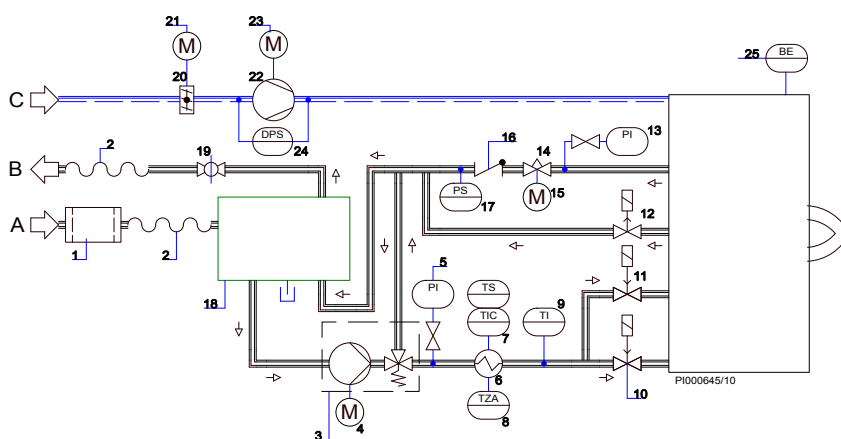 21 23
M M
25 BE
20 22
C
DPS
24
2 19 16 14 PI 13
B
PS M 15
17
12
A
1 2 5 11
18 PI TS 9
TIC TI
7
6
10
PI000645/10
TZA
M 8
3 4